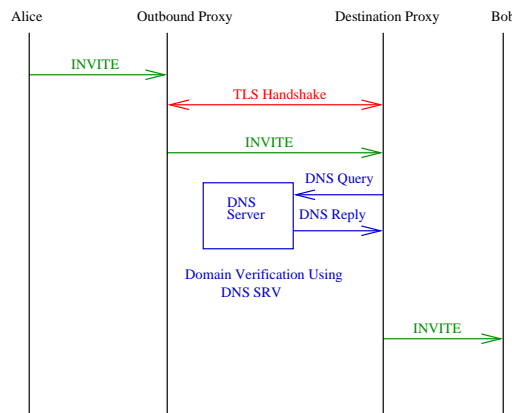 Alice
Outbound Proxy
Destination Proxy
Bob
INVITE
TLS Handshake
INVITE
DNS Query
DNS
Server
DNS Reply
Domain Verification Using
DNS SRV
INVITE